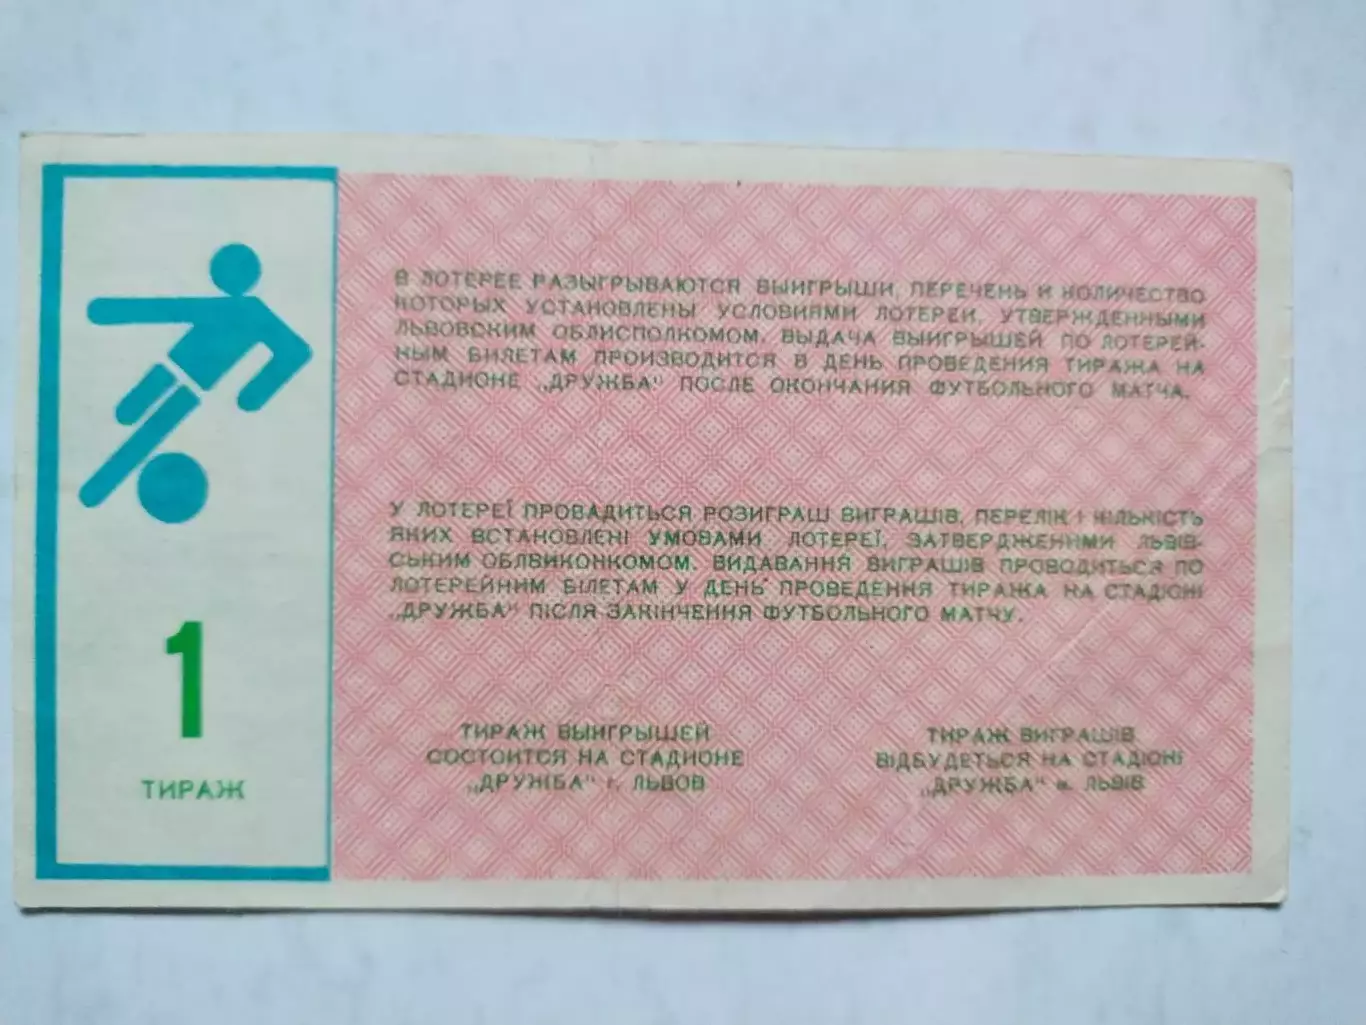 В ЛОТЕРЕЕ РАЗЫГРЫВАЮТСЯ ВЫИГРЫШИ, ПЕРЕЧЕНЬ И КОЛИЧЕСТВО
КОТОРЫХ УСТАНОВЛЕНЫ УСЛОВИЯМИ ЛОТЕРЕИ, УТВЕРЖДЕННЫМИ
ЛЬВОВСКИМ ОБЛИСПОЛКОМОМ. ВЫДАЧА ВЫИГРЫШЕЙ ПО ЛОТЕРЕЙ-
НЫМ БИЛЕТАМ ПРОИЗВОДИТСЯ В ДЕНЬ ПРОВЕДЕНИЯ ТИРАЖА НА
СТАДИОНЕ „ДРУЖБА" ПОСЛЕ ОКОНЧАНИЯ ФУТБОЛЬНОГО МАТЧА.
У ЛОТЕРЕЇ ПРОВАДИТЬСЯ РОЗИГРАШ ВИГРАШІВ, ПЕРЕЛІК І КІЛЬКІСТЬ
ЯКИХ ВСТАНОВЛЕНІ УМОВАМИ ЛОТЕРЕЇ, ЗАТВЕРДЖЕНИМИ ЛЬВІВ-
СЬКИМ ОБЛВИКОНКОМОМ. ВИДАВАННЯ ВИГРАШІВ ПРОВОДИТЬСЯ ПО
ЛОТЕРЕЙНИМ БІЛЕТАМ У ДЕНЬ ПРОВЕДЕННЯ ТИРАЖА НА СТАДІОНІ
„ДРУЖБА" ПІСЛЯ ЗАКІНЧЕННЯ ФУТБОЛЬНОГО МАТЧУ.
1
ТИРАЖ
ТИРАЖ ВЫИГРЫШЕЙ
СОСТОИТСЯ НА СТАДИОНЕ
„ДРУЖБА" г. ЛЬВОВ
ТИРАЖ ВИГРАШІВ
ВІДБУДЕТЬСЯ НА СТАДІОНІ
„ДРУЖБА" м. ЛЬВІВ